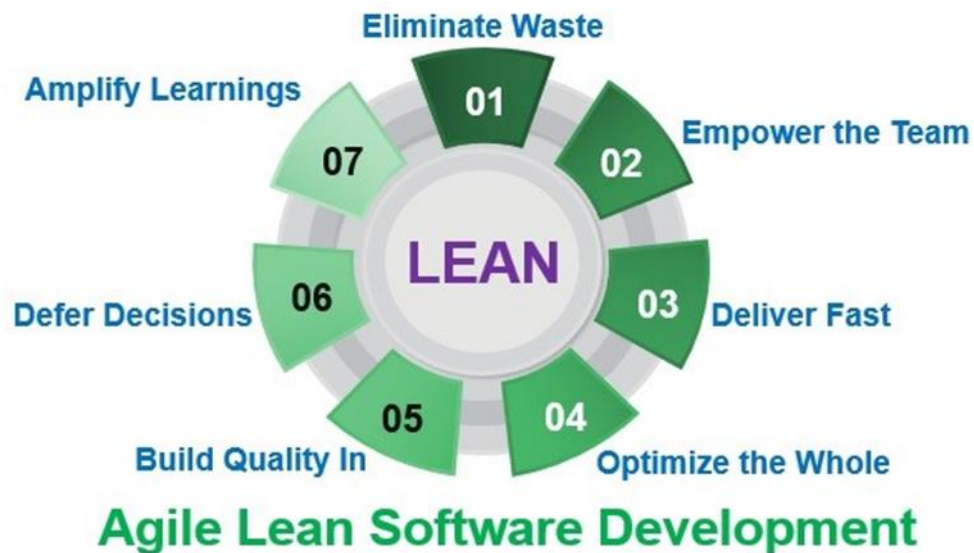 Eliminate Waste
01
Empower the Team
02
Deliver Fast
03
Optimize the Whole
04
Build Quality In
05
Defer Decisions
06
Amplify Learnings
07
LEAN
Agile Lean Software Development